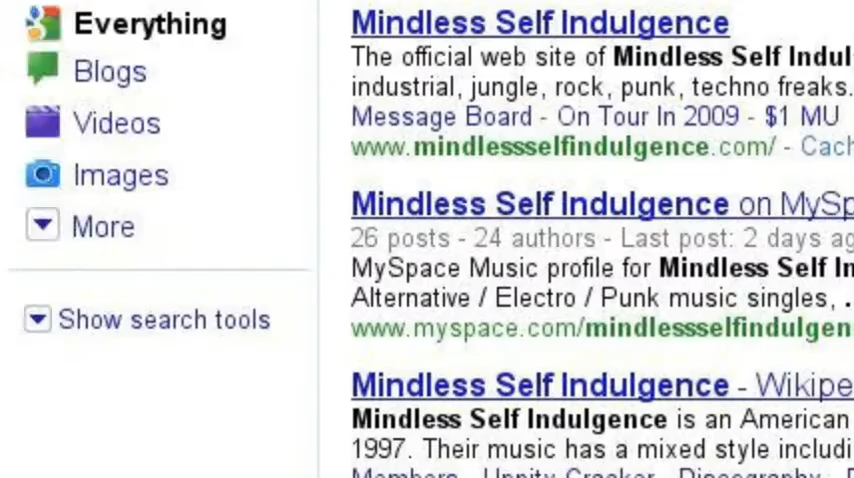 Everything
Blogs
Videos
Images
More
Show search tools
Mindless Self Indulgence
The official web site of Mindless Self Indul
industrial, jungle, rock, punk, techno freaks.
Message Board - On Tour In 2009 - $1 MU
www.mindlessselfindulgence.com/ - Cach
Mindless Self Indulgence on MySp
26 posts - 24 authors - Last post: 2 days ag
MySpace Music profile for Mindless Self In
Alternative / Electro / Punk music singles, .
www.myspace.com/mindlessselfindulgen
Mindless Self Indulgence - Wikipe
Mindless Self Indulgence is an American
1997. Their music has a mixed style includi
Members - Uppity Cracker - Discography